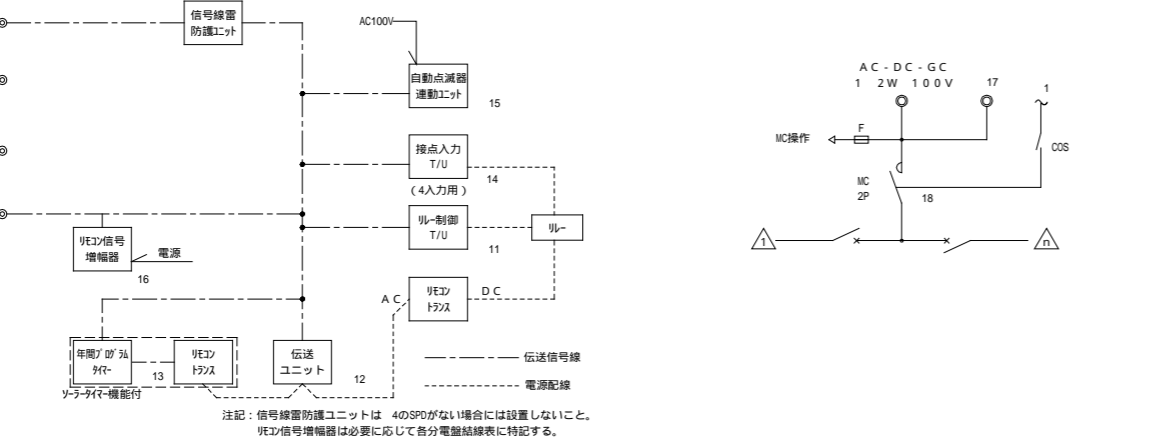 信号線雷
防護ﾕﾆｯﾄ
AC100V
自動点滅器
連動ﾕﾆｯﾄ
15
接点入力
T/U
14
(4入力用)
ﾘﾚｰ制御
T/U
11
ﾘﾚｰ
ﾘﾓｺﾝ信号
増幅器
電源
16
AC
ﾘﾓｺﾝ
ﾄﾗﾝｽ
DC
年間ﾌﾟﾛｸﾞﾗﾑ
ﾀｲﾏｰ
13
ﾘﾓｺﾝ
ﾄﾗﾝｽ
ｿｰﾗｰﾀｲﾏｰ機能付
伝送
ユニット
12
伝送信号線
電源配線
注記：信号線雷防護ユニットは 4のSPDがない場合には設置しないこと。
ﾘﾓｺﾝ信号増幅器は必要に応じて各分電盤結線表に特記する。
AC-DC-GC
1 2W 100V
17
1
MC操作
F
COS
MC
2P
18
1
n